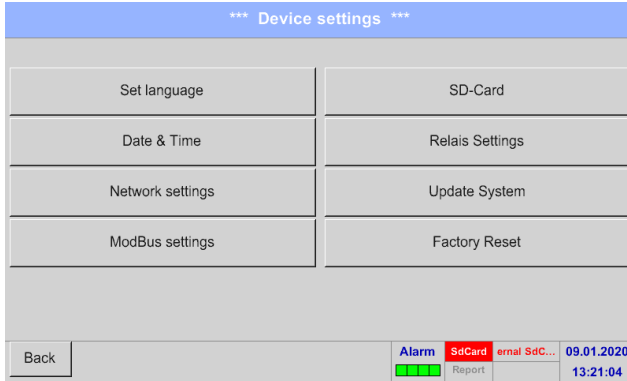 *** Device settings ***
Set language
SD-Card
Date & Time
Relais Settings
Network settings
Update System
ModBus settings
Factory Reset
Back
Alarm
SdCard
ernal SdC...
09.01.2020
Report
13:21:04